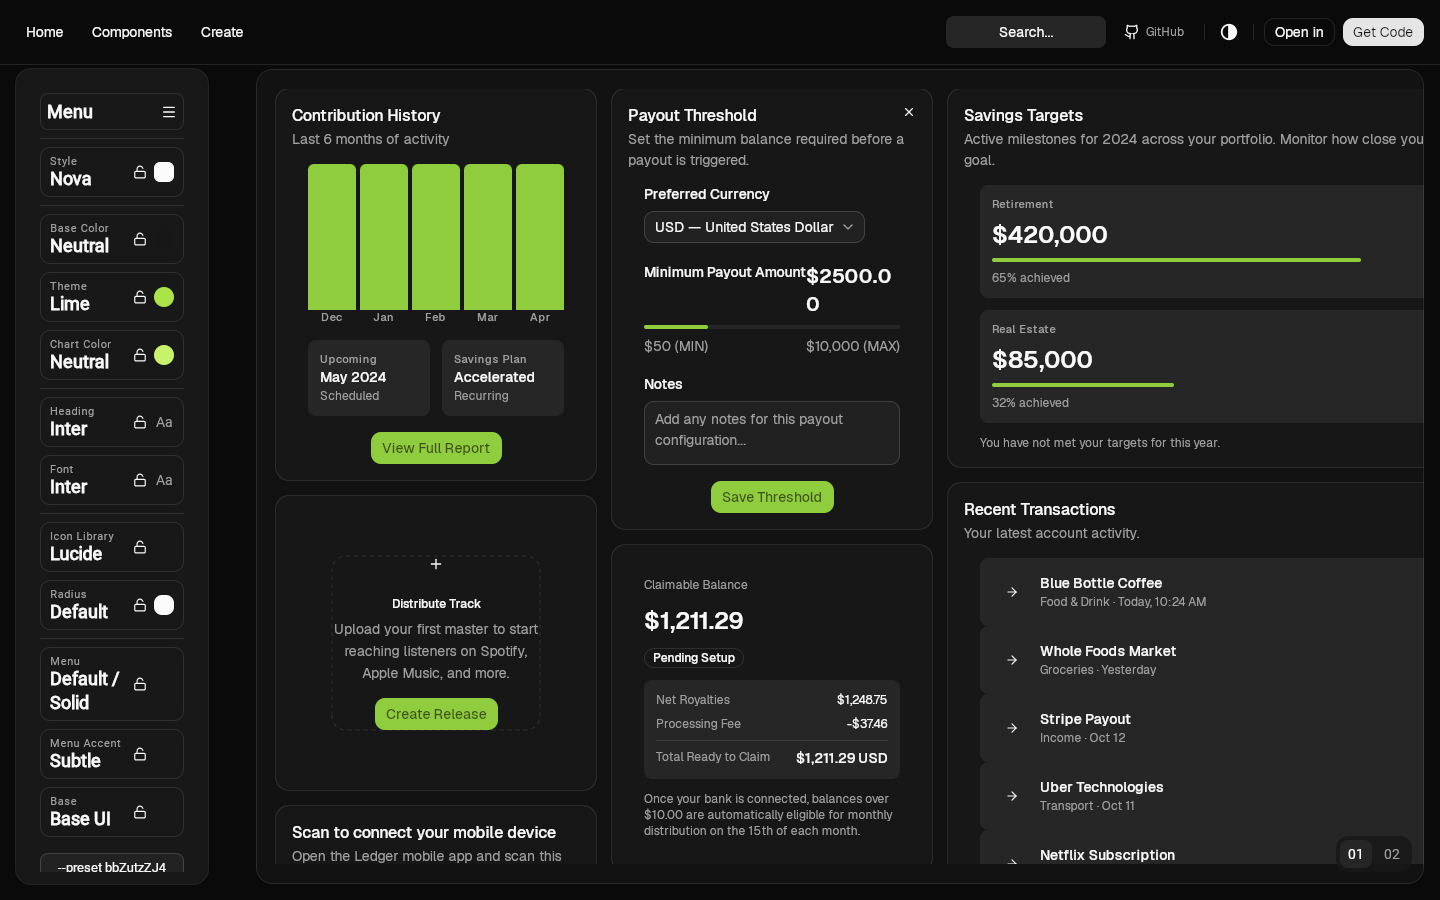 Home
Components
Create
Search...
GitHub
Open in
Get Code
Menu
Style
Nova
Base Color
Neutral
Theme
Lime
Chart Color
Neutral
Heading
Inter
Aa
Font
Inter
Aa
Icon Library
Lucide
Radius
Default
Menu
Default /
Solid
Menu Accent
Subtle
Base
Base UI
--preset bbZutzZJ4
Contribution History
Last 6 months of activity
Dec
Jan
Feb
Mar
Apr
Upcoming
May 2024
Scheduled
Savings Plan
Accelerated
Recurring
View Full Report
Distribute Track
Upload your first master to start
reaching listeners on Spotify,
Apple Music, and more.
Create Release
Scan to connect your mobile device
Open the Ledger mobile app and scan this
Payout Threshold
Set the minimum balance required before a
payout is triggered.
Preferred Currency
USD — United States Dollar
Minimum Payout Amount
$2500.0
0
$50 (MIN)
$10,000 (MAX)
Notes
Add any notes for this payout
configuration...
Save Threshold
Claimable Balance
$1,211.29
Pending Setup
Net Royalties
$1,248.75
Processing Fee
-$37.46
Total Ready to Claim
$1,211.29 USD
Once your bank is connected, balances over
$10.00 are automatically eligible for monthly
distribution on the 15th of each month.
Savings Targets
Active milestones for 2024 across your portfolio. Monitor how close you
goal.
Retirement
$420,000
65% achieved
Real Estate
$85,000
32% achieved
You have not met your targets for this year.
Recent Transactions
Your latest account activity.
Blue Bottle Coffee
Food & Drink · Today, 10:24 AM
Whole Foods Market
Groceries · Yesterday
Stripe Payout
Income · Oct 12
Uber Technologies
Transport · Oct 11
Netflix Subscription
01
02